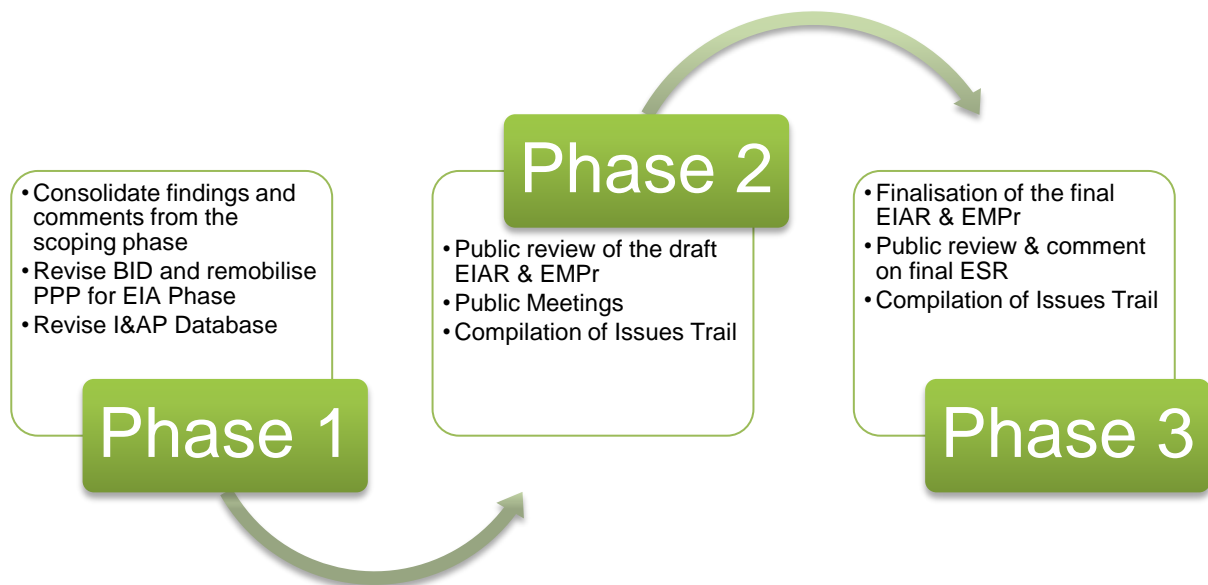 • Consolidate findings and
comments from the
scoping phase
• Revise BID and remobilise
PPP for EIA Phase
• Revise I&AP Database
Phase 1
Phase 2
• Public review of the draft
EIAR & EMPr
• Public Meetings
• Compilation of Issues Trail
• Finalisation of the final
EIAR & EMPr
• Public review & comment
on final ESR
• Compilation of Issues Trail
Phase 3